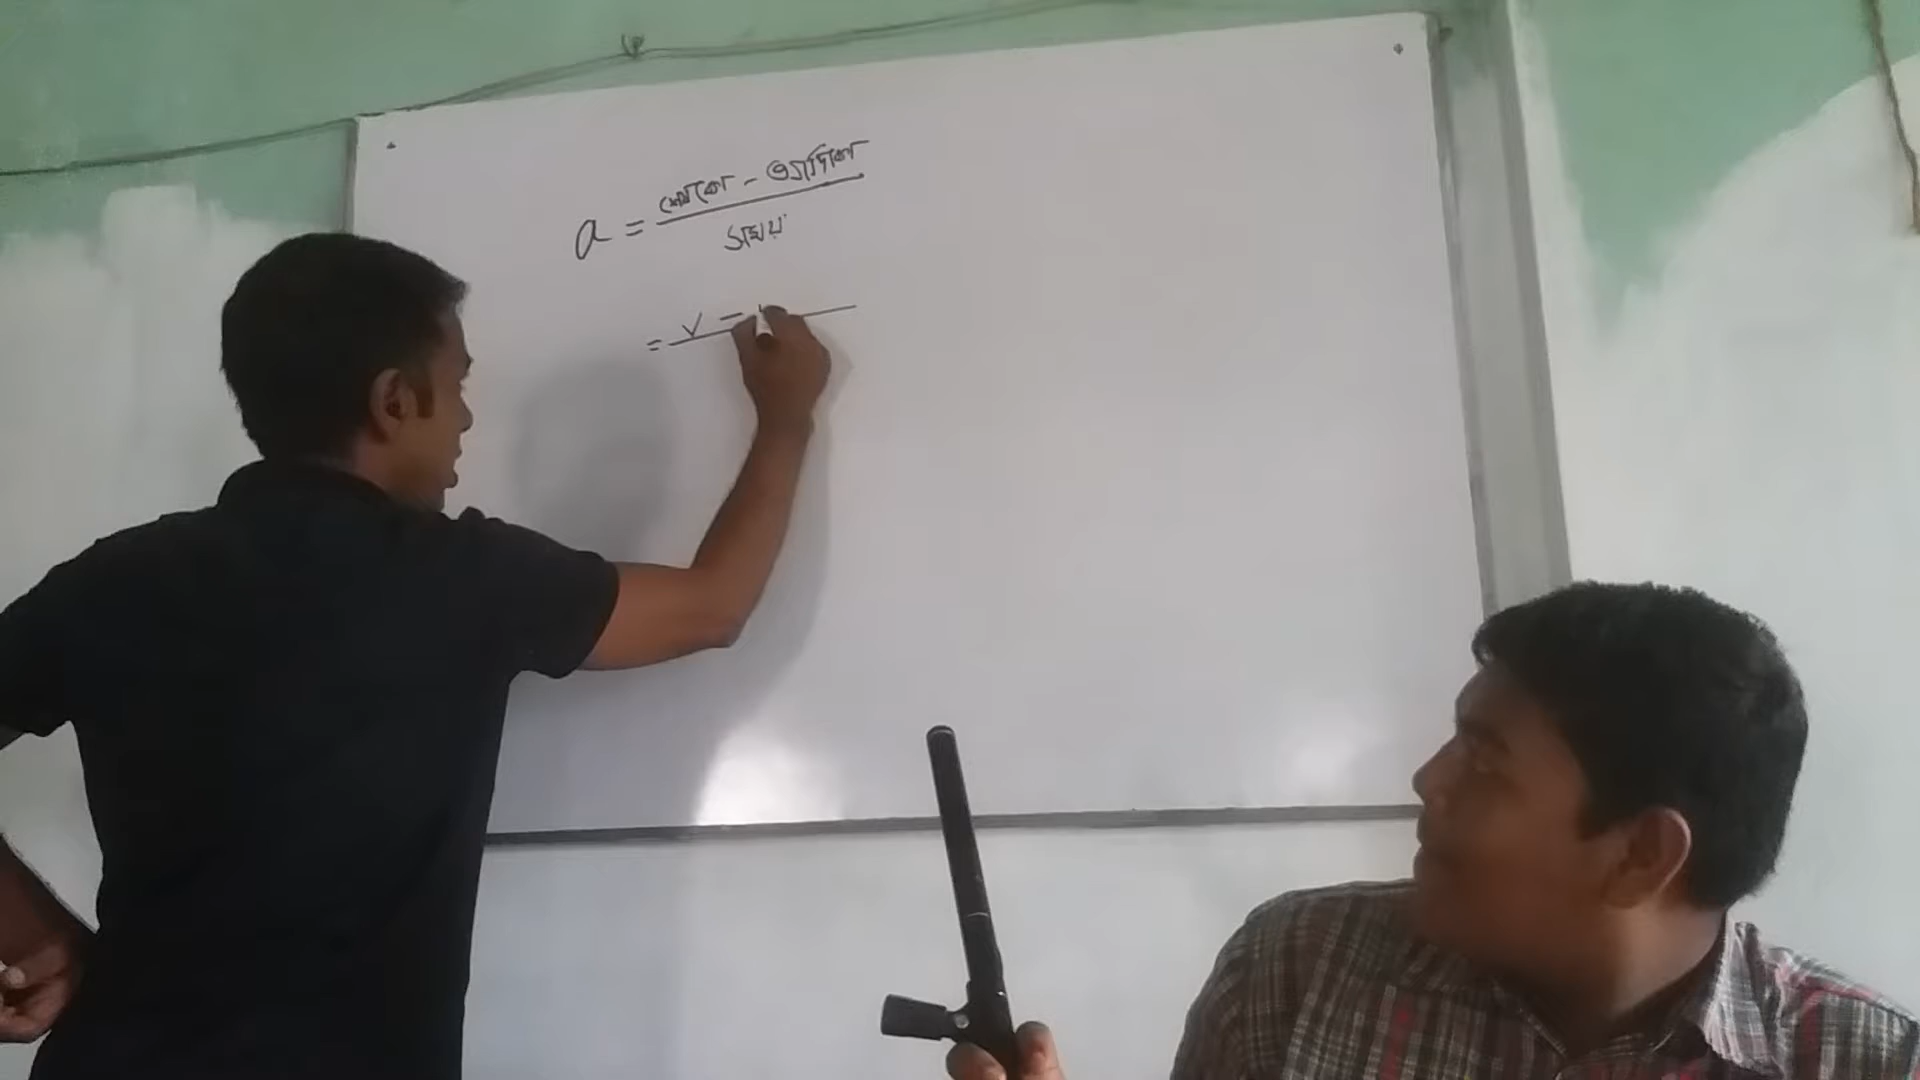 a = শেষবেগ - আদিবেগ
সময়
= v -